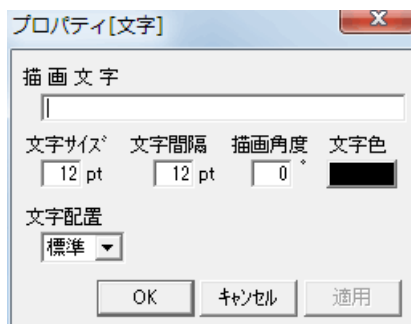 プロパティ[文字]
描画文字
文字ｻｲｽﾞ 文字間隔 描画角度 文字色
12 pt 12 pt 0 °
文字配置
標準
OK ｷｬﾝｾﾙ 適用